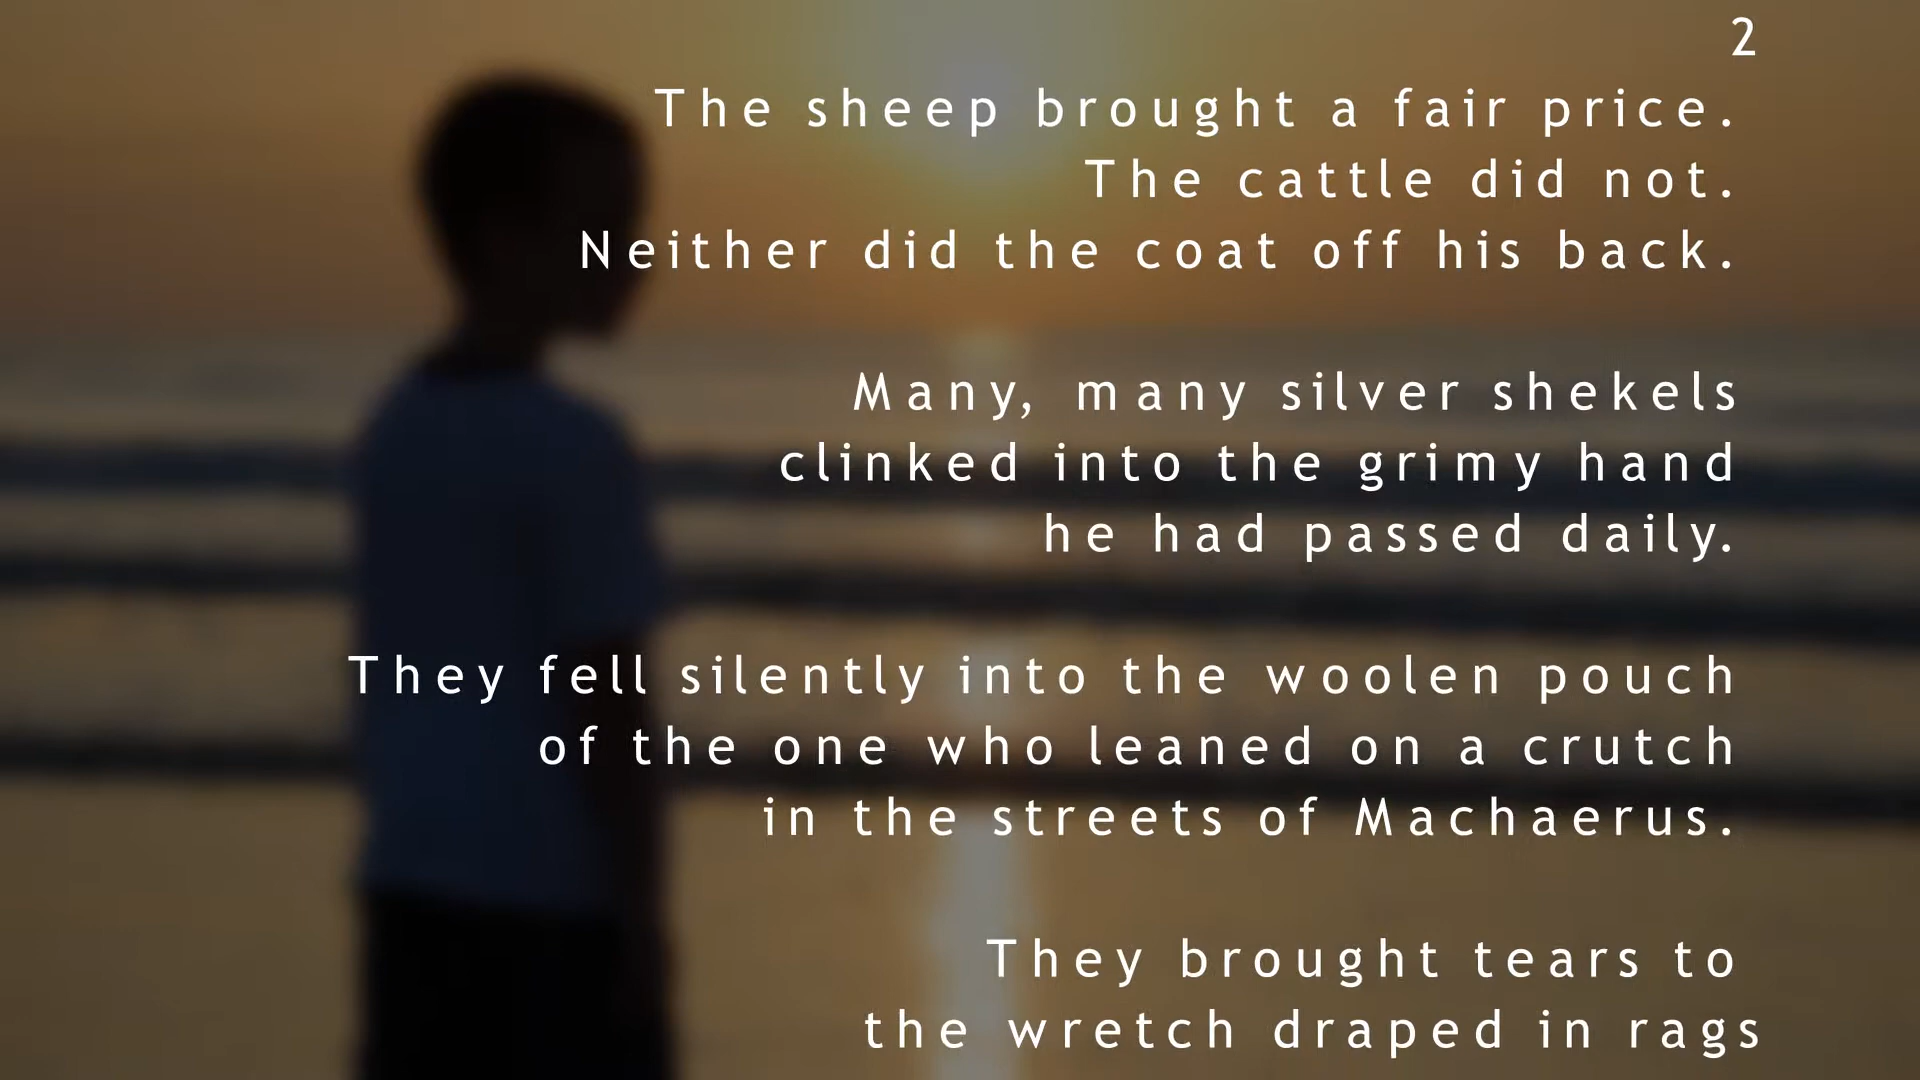 2
The sheep brought a fair price.
The cattle did not.
Neither did the coat off his back.
Many, many silver shekels
clinked into the grimy hand
he had passed daily.
They fell silently into the woolen pouch
of the one who leaned on a crutch
in the streets of Machaerus.
They brought tears to
the wretch draped in rags